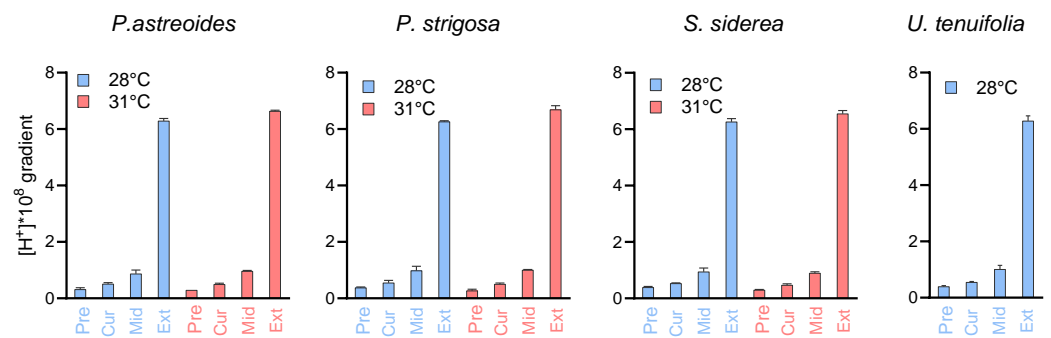 P.astreoides
P. strigosa
S. siderea
U. tenuifolia
[H⁺]*10⁸ gradient
8
6
4
2
0
28°C
31°C
Pre
Cur
Mid
Ext
Pre
Cur
Mid
Ext
8
6
4
2
0
28°C
31°C
Pre
Cur
Mid
Ext
Pre
Cur
Mid
Ext
8
6
4
2
0
28°C
31°C
Pre
Cur
Mid
Ext
Pre
Cur
Mid
Ext
8
6
4
2
0
28°C
Pre
Cur
Mid
Ext